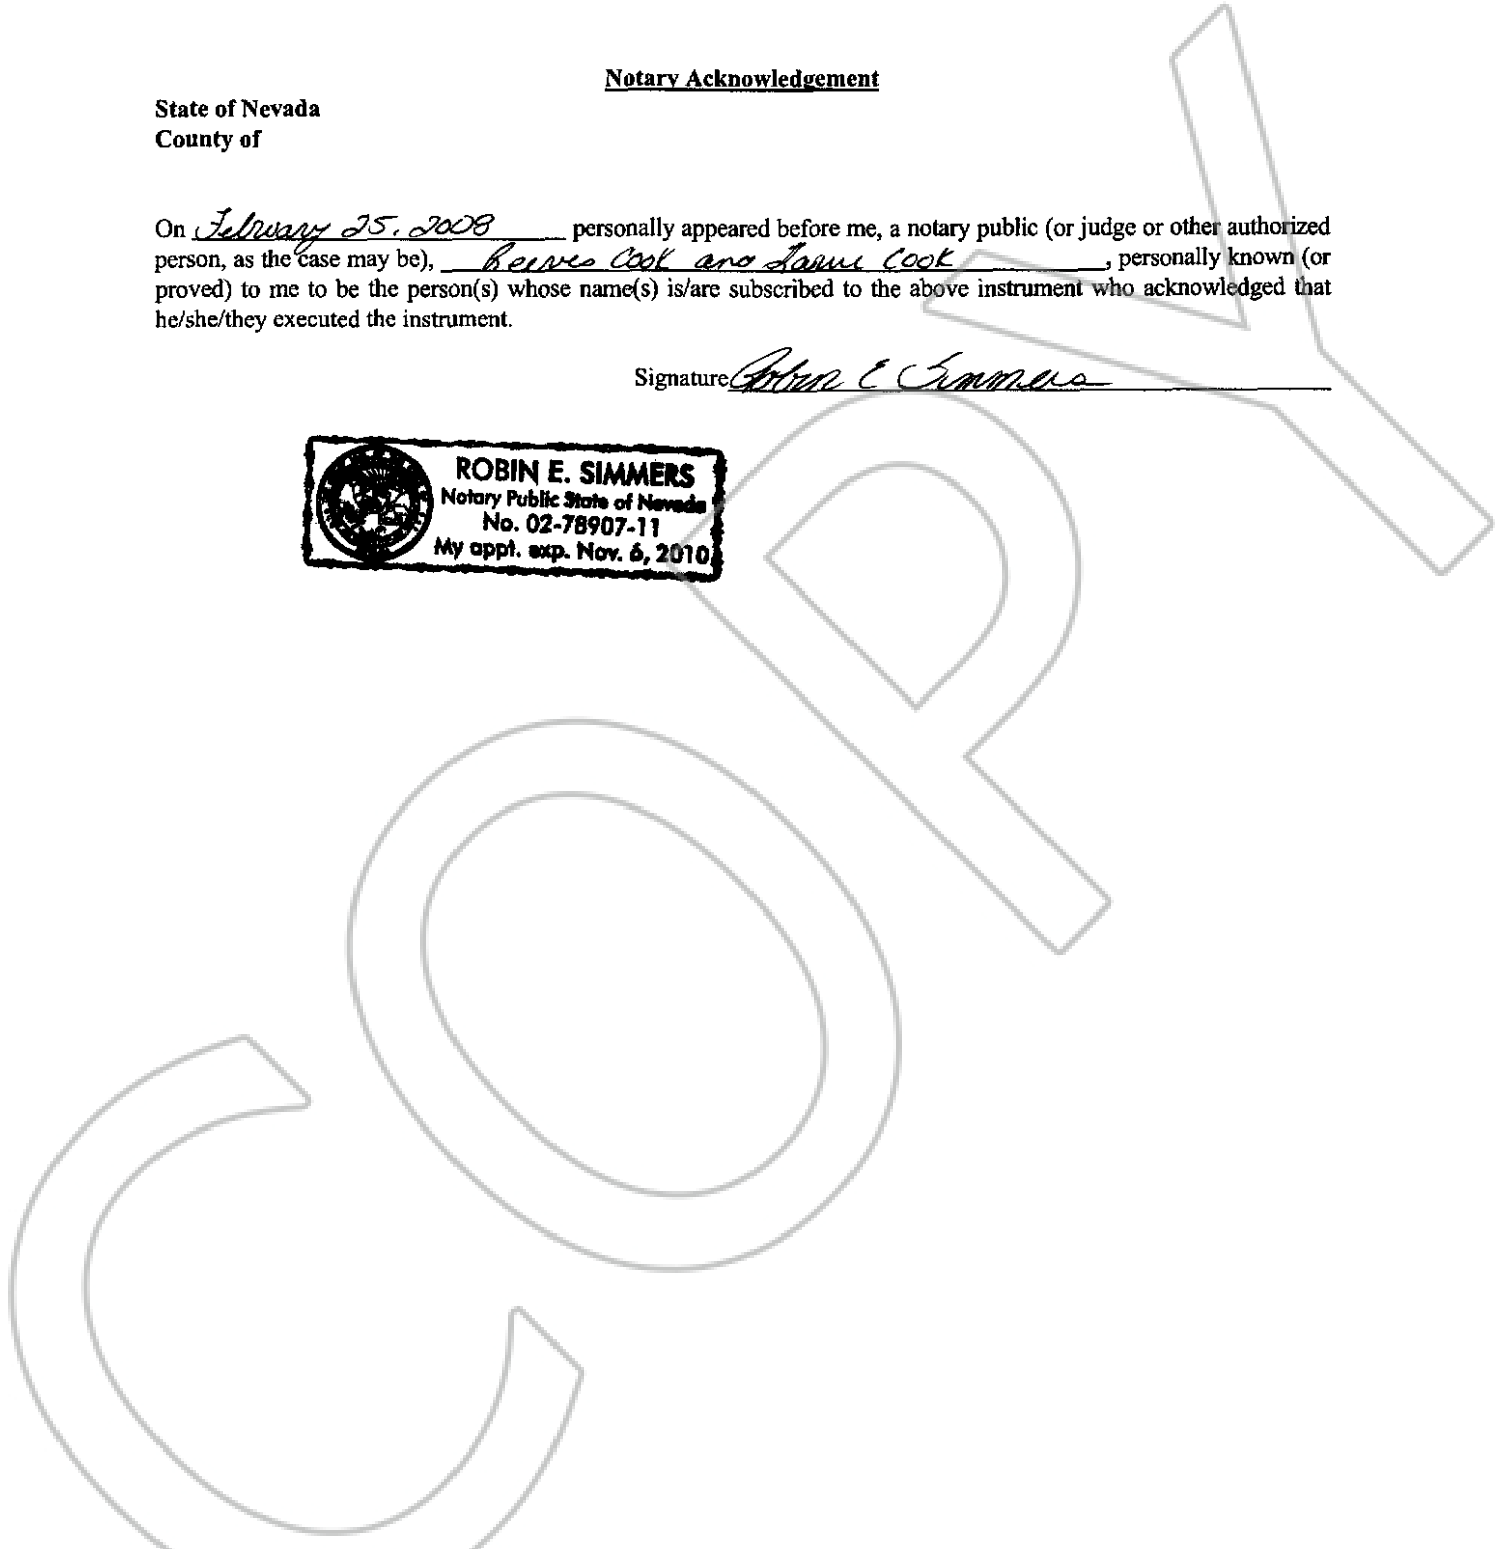 Notary Acknowledgement
State of Nevada
County of
On February 25, 2008 personally appeared before me, a notary public (or judge or other authorized
person, as the case may be), Reeves Cook and Cook, personally known (or
proved) to me to be the person(s) whose name(s) is/are subscribed to the above instrument who acknowledged that
he/she/they executed the instrument.
Signature Robin E Simmers
ROBIN E. SIMMERS
Notary Public State of Nevada
No. 02-78907-11
My appt. exp. Nov. 6, 2010
COPY